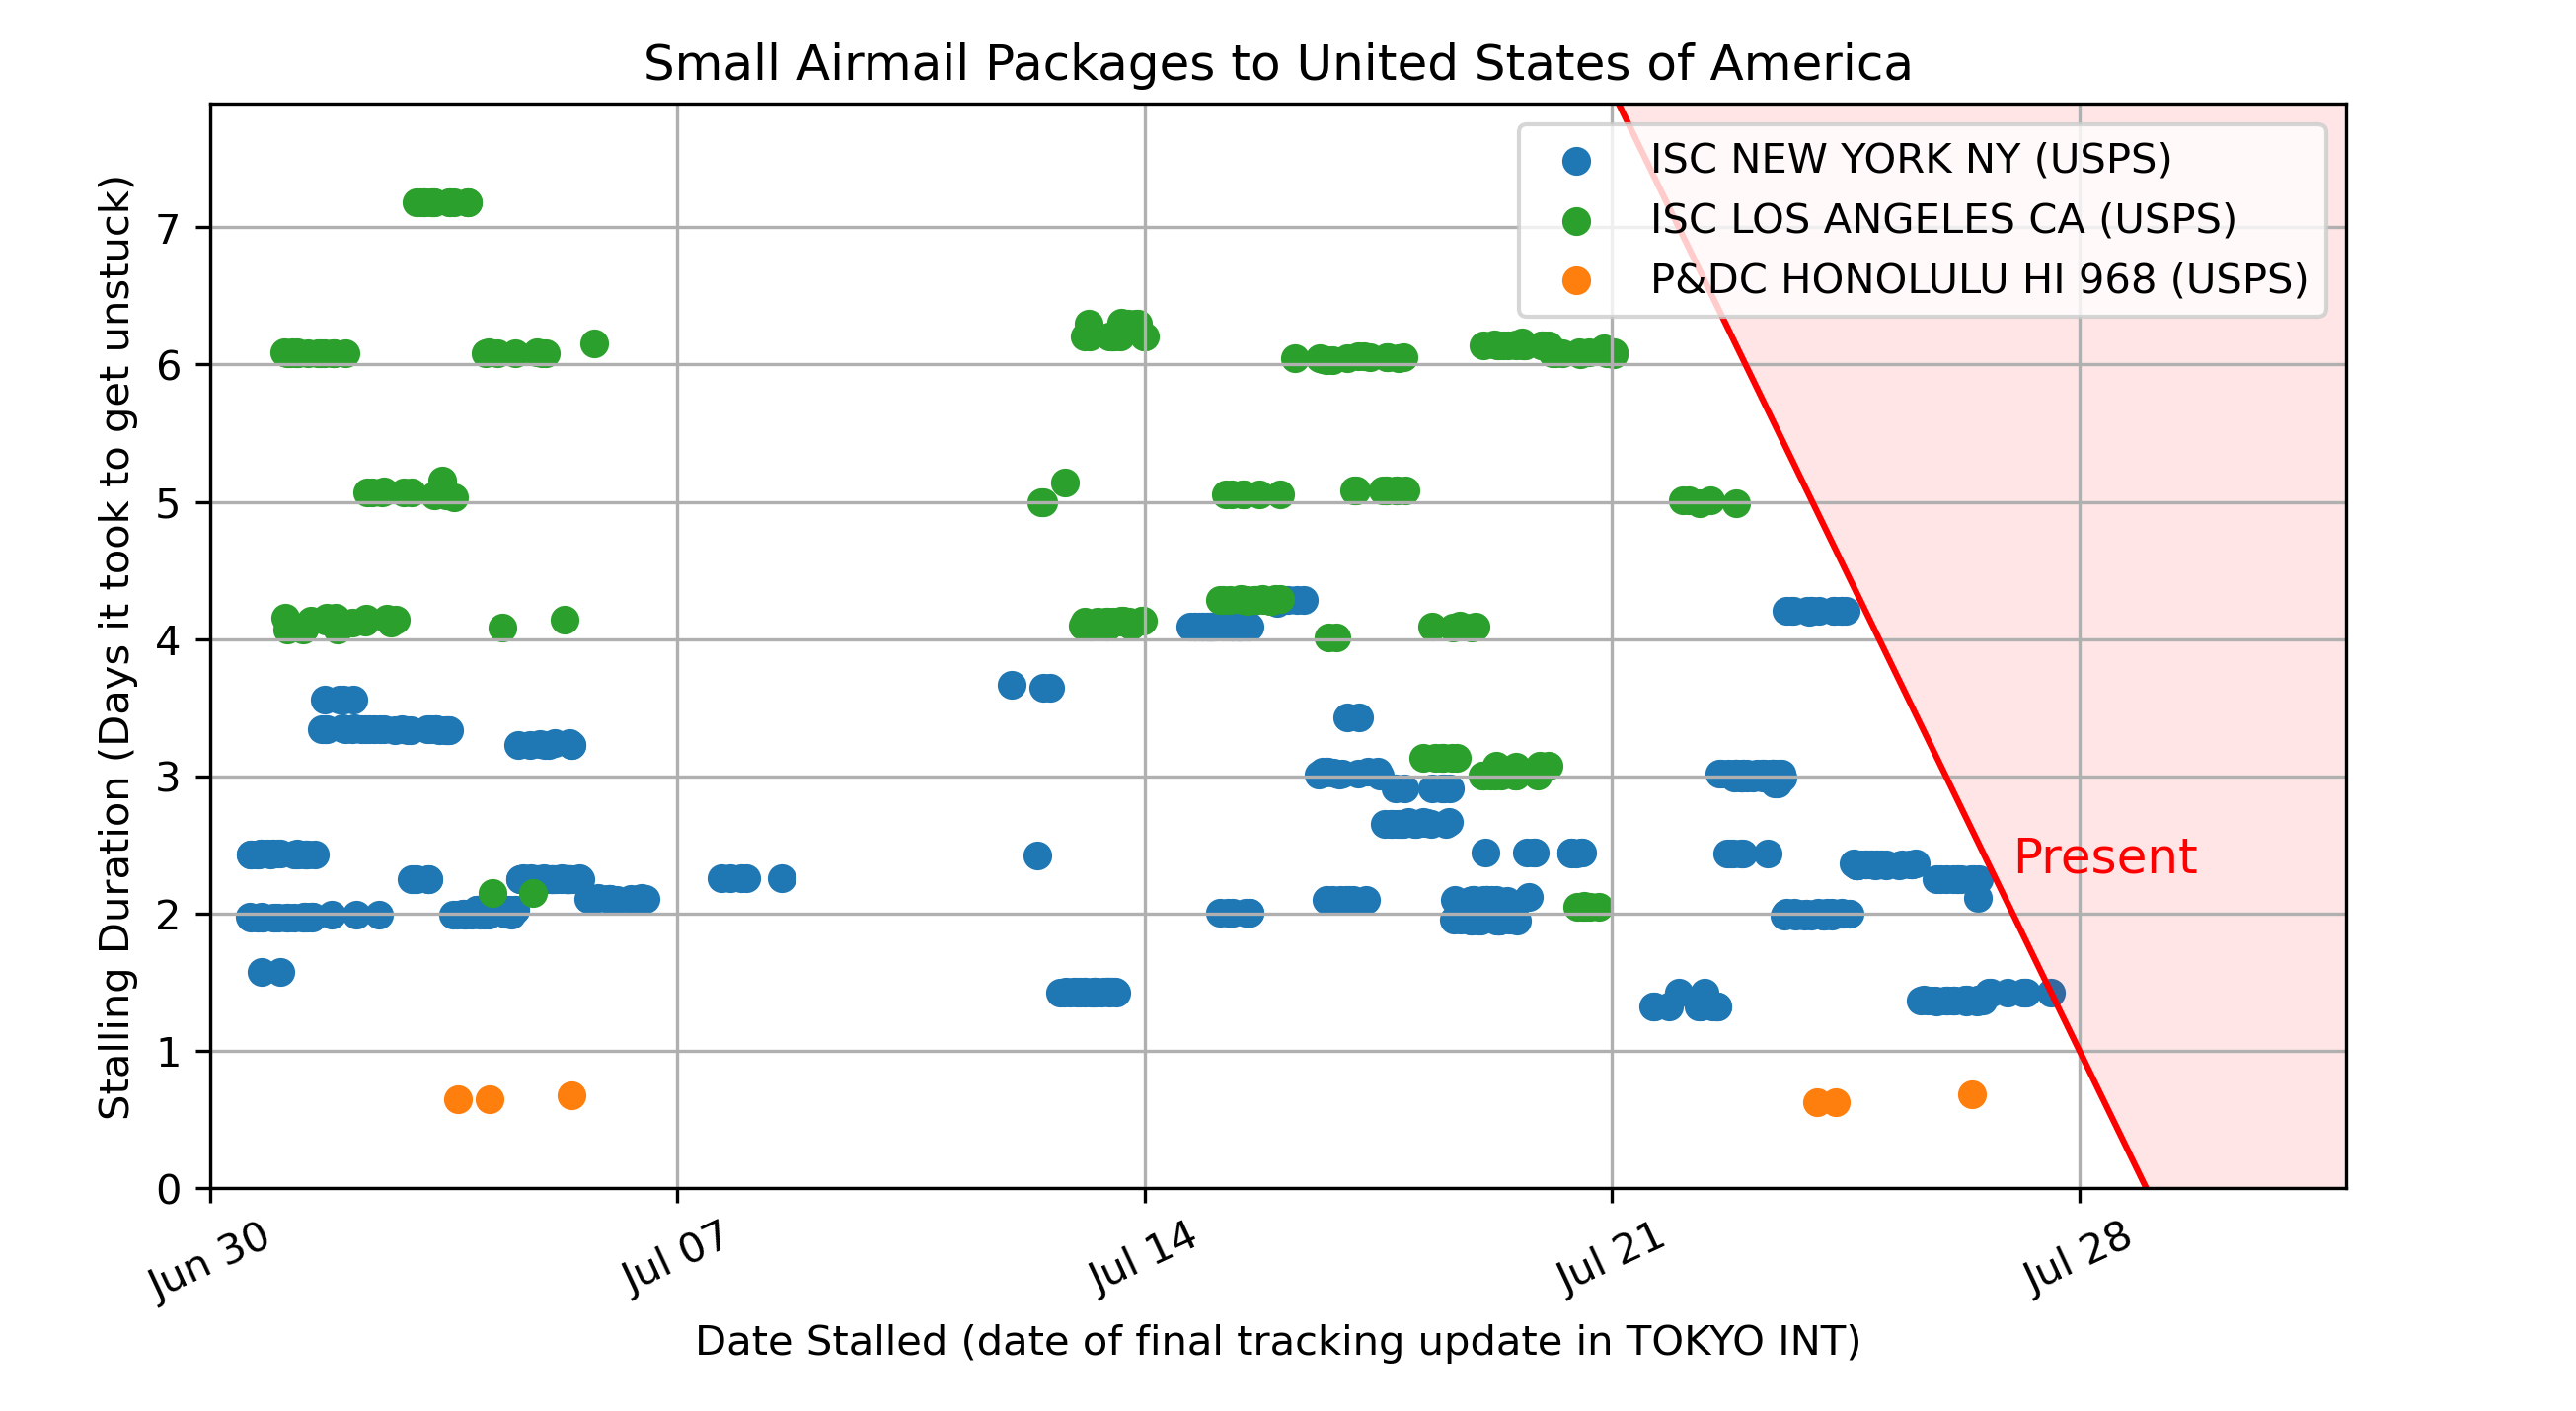 Small Airmail Packages to United States of America
ISC NEW YORK NY (USPS)
ISC LOS ANGELES CA (USPS)
P&DC HONOLULU HI 968 (USPS)
Stalling Duration (Days it took to get unstuck)
7
6
5
4
3
2
1
0
Present
Jun 30
Jul 07
Jul 14
Jul 21
Jul 28
Date Stalled (date of final tracking update in TOKYO INT)